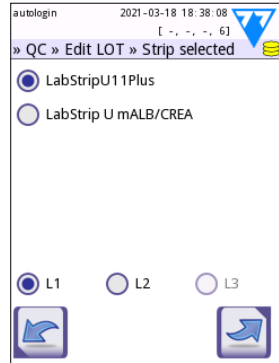 autologin 2021-03-18 18:38:08
[ -, -, -, 6]
» QC » Edit LOT » Strip selected
LabStripU11Plus
LabStrip U mALB/CREA
L1 L2 L3